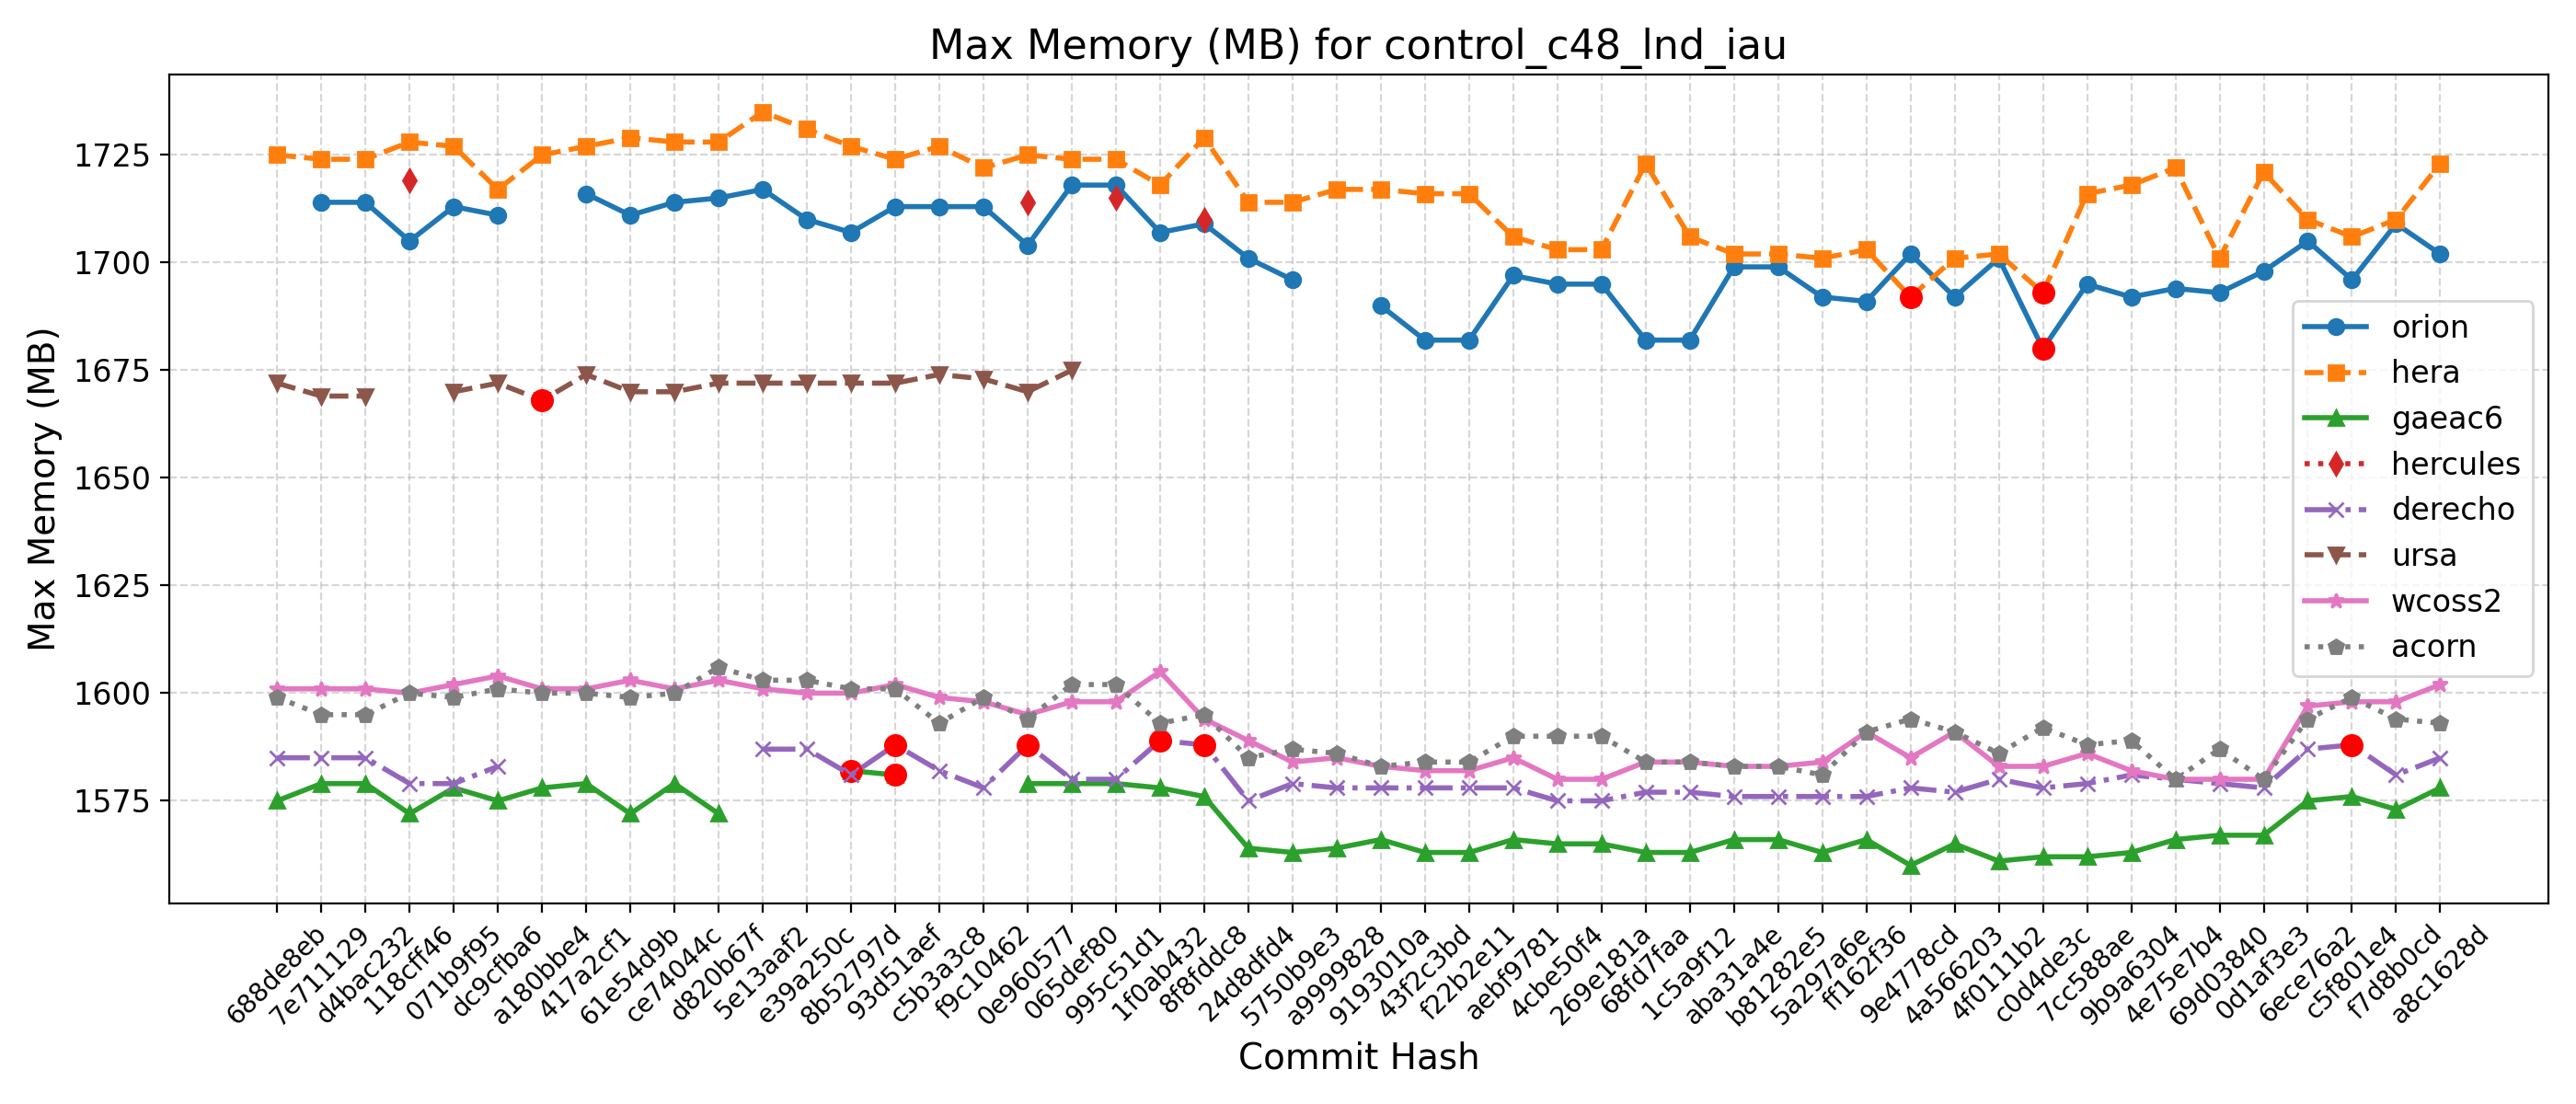 Max Memory (MB) for control_c48_lnd_iau
Max Memory (MB)
1725
1700
1675
1650
1625
1600
1575
orion
hera
gaeac6
hercules
derecho
ursa
wcoss2
acorn
688de8eb
7e711129
d4bac232
118cff46
071b9f95
dc9cfba6
a180bbe4
417a2cf1
61e54d9b
ce74044c
d820b67f
5e13aaf2
e39a250c
8b52797d
93d51aef
c5b3a3c8
f9c10462
0e960577
065def80
995c51d1
1f0ab432
8f8fddc8
24d8dfd4
5750b9e3
a9999828
9193010a
43f2c3bd
f22b2e11
aebf9781
4cbe50f4
269e181a
68fd7faa
1c5a9f12
aba31a4e
b81282e5
5a297a6e
ff162f36
9e4778cd
4a566203
4f0111b2
c0d4de3c
7cc588ae
9b9a6304
4e75e7b4
69d03840
0d1af3e3
6ece76a2
c5f801e4
f7d8b0cd
a8c1628d
Commit Hash